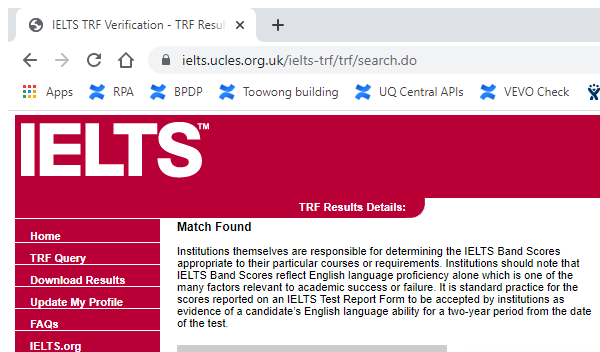 IELTS TRF Verification - TRF Resul
ielts.ucles.org.uk/ielts-trf/trf/search.do
Apps RPA BPDP Toowong building UQ Central APIs VEVO Check
IELTS™
TRF Results Details:
Home
TRF Query
Download Results
Update My Profile
FAQs
IELTS.org
Match Found
Institutions themselves are responsible for determining the IELTS Band Scores
appropriate to their particular courses or requirements. Institutions should note that
IELTS Band Scores reflect English language proficiency alone which is one of the
many factors relevant to academic success or failure. It is standard practice for the
scores reported on an IELTS Test Report Form to be accepted by institutions as
evidence of a candidate's English language ability for a two-year period from the date
of the test.